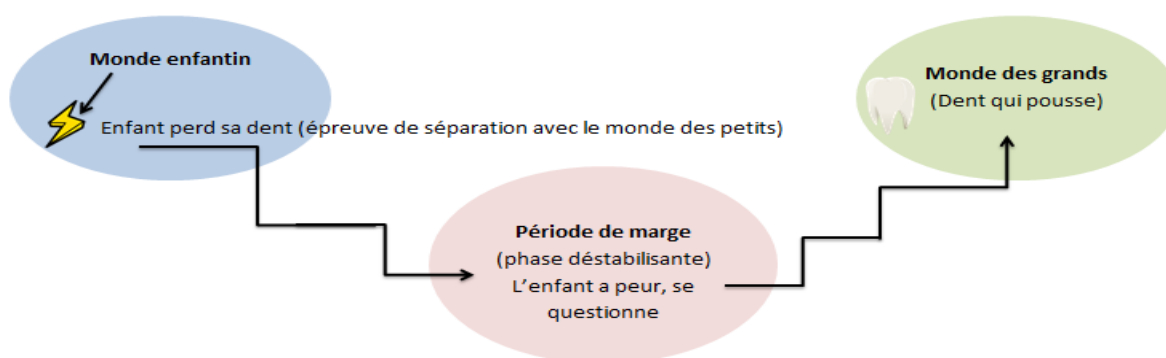 Monde enfantin
Enfant perd sa dent (épreuve de séparation avec le monde des petits)
Période de marge
(phase déstabilisante)
L'enfant a peur, se
questionne
Monde des grands
(Dent qui pousse)